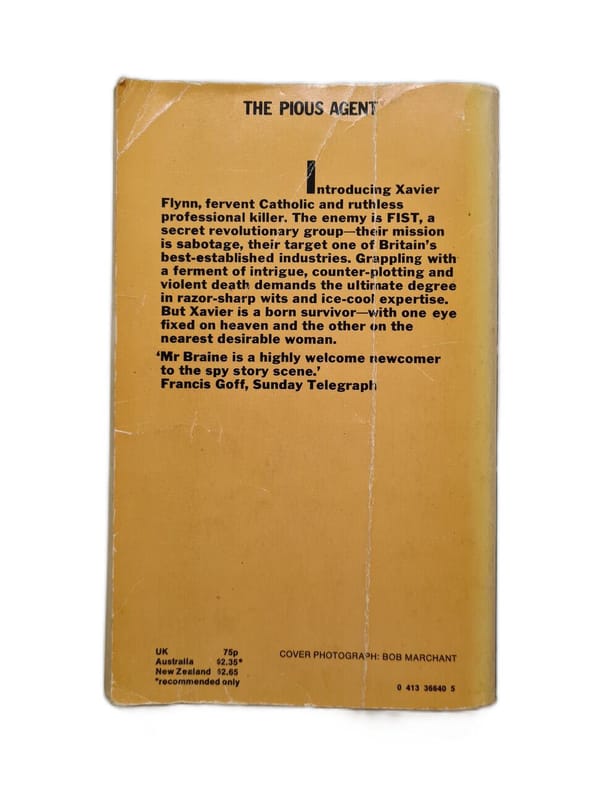 THE PIOUS AGENT
Introducing Xavier
Flynn, fervent Catholic and ruthless
professional killer. The enemy is FIST, a
secret revolutionary group—their mission
is sabotage, their target one of Britain's
best-established industries. Grappling with
a ferment of intrigue, counter-plotting and
violent death demands the ultimate degree
in razor-sharp wits and ice-cool expertise.
But Xavier is a born survivor—with one eye
fixed on heaven and the other on the
nearest desirable woman.
'Mr Braine is a highly welcome newcomer
to the spy story scene.'
Francis Goff, Sunday Telegraph
UK 75p
Australia $2.35*
New Zealand $2.65
*recommended only
COVER PHOTOGRAPH: BOB MARCHANT
0 413 36640 5